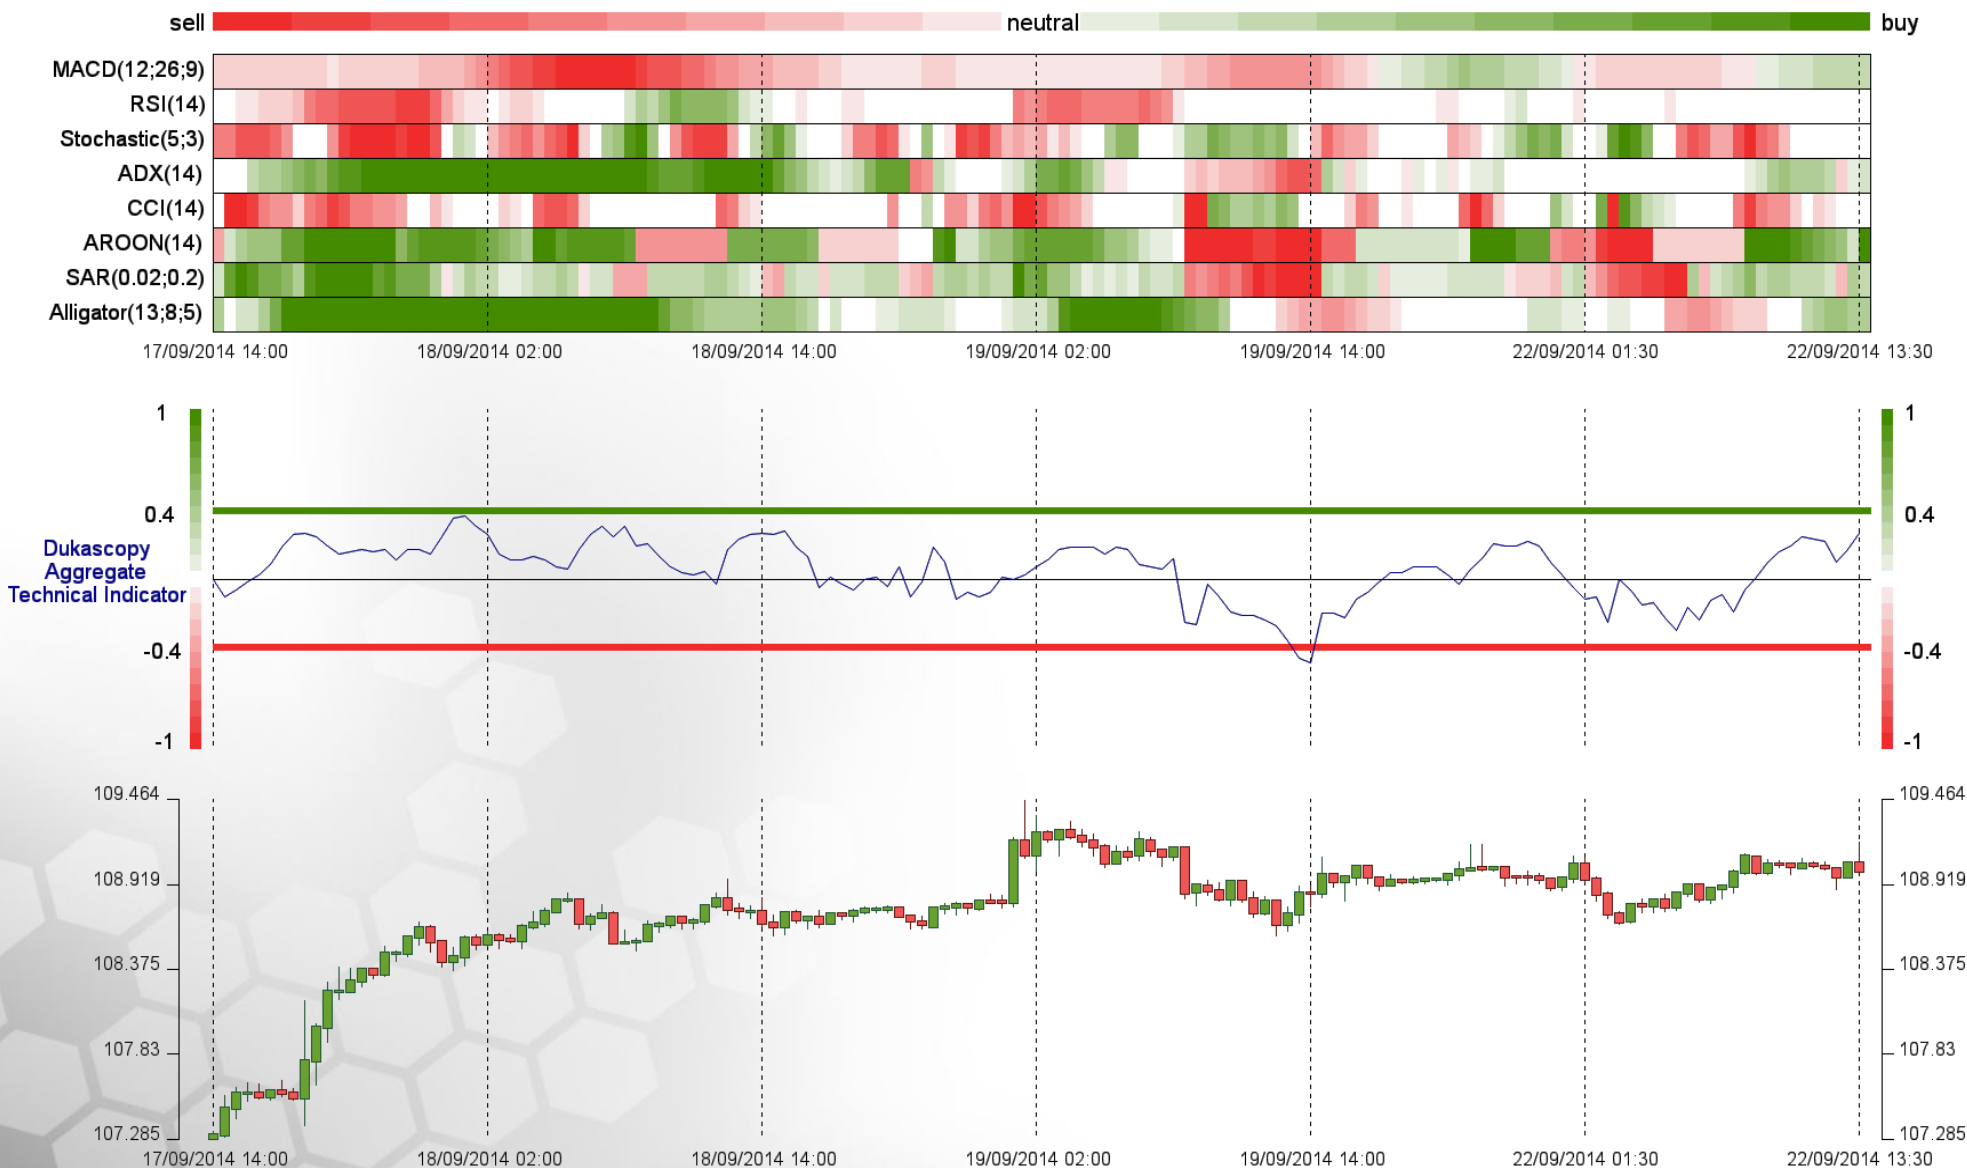 sell neutral buy
MACD(12;26;9)
RSI(14)
Stochastic(5;3)
ADX(14)
CCI(14)
AROON(14)
SAR(0.02;0.2)
Alligator(13;8;5)
17/09/2014 14:00 18/09/2014 02:00 18/09/2014 14:00 19/09/2014 02:00 19/09/2014 14:00 22/09/2014 01:30 22/09/2014 13:30
1 1
0.4 0.4
Dukascopy
Aggregate
Technical Indicator
-0.4 -0.4
-1 -1
109.464 109.464
108.919 108.919
108.375 108.375
107.83 107.83
107.285 107.285
17/09/2014 14:00 18/09/2014 02:00 18/09/2014 14:00 19/09/2014 02:00 19/09/2014 14:00 22/09/2014 01:30 22/09/2014 13:30